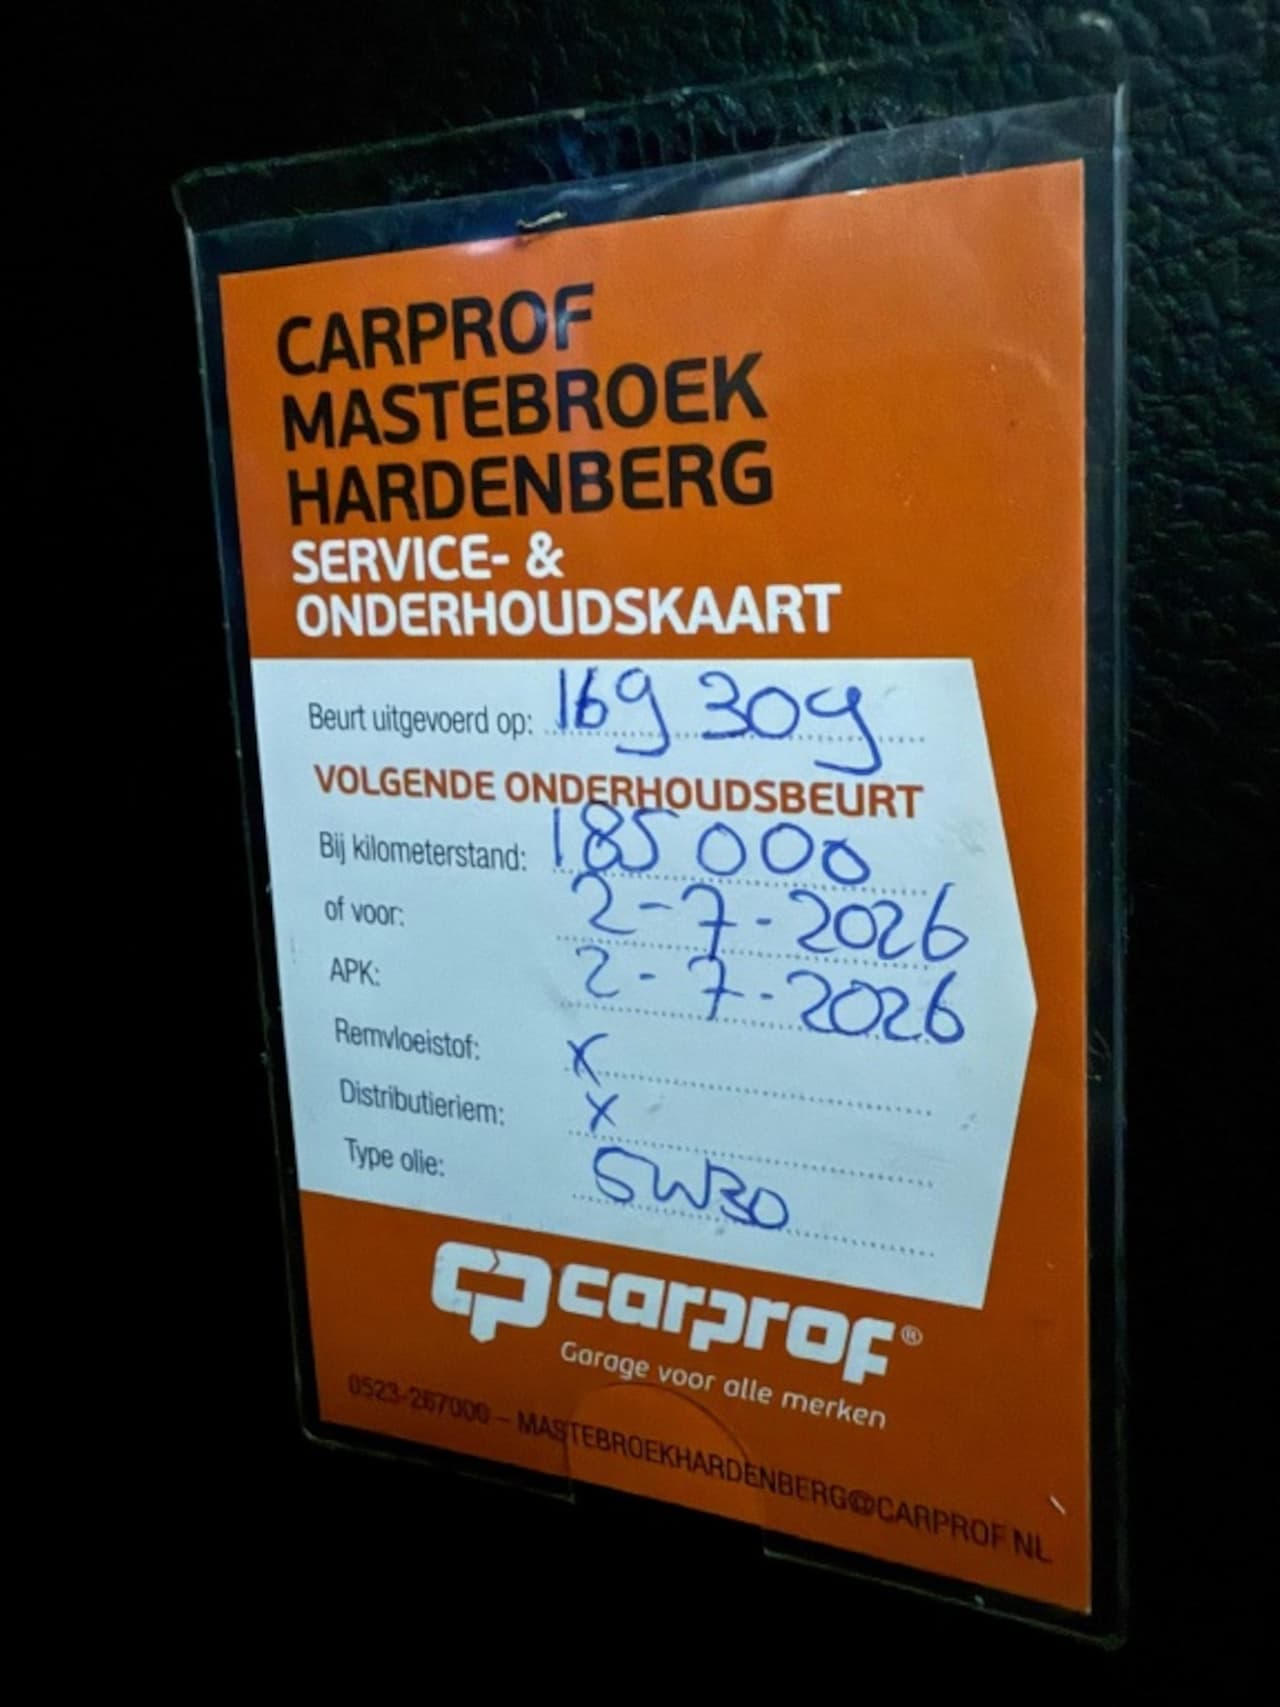 CARPROF
MASTEBROEK
HARDENBERG
SERVICE- &
ONDERHOUDSKAART
Beurt uitgevoerd op: 169 309
VOLGENDE ONDERHOUDSBEURT
Bij kilometerstand: 185 000
of voor: 2-7-2026
APK: 2-7-2026
Remvloeistof: x
Distributieriem: x
Type olie: 5W30
CP carprof®
Garage voor alle merken
0523-267000 – MASTEBROEKHARDENBERG@CARPROF.NL